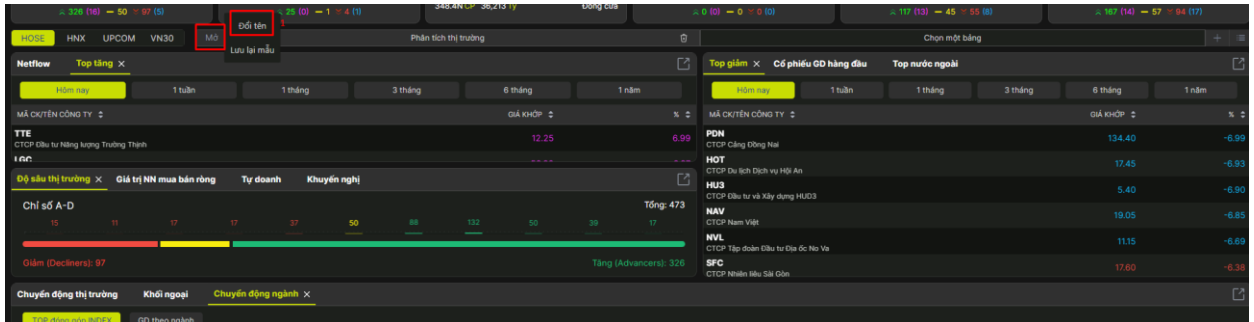 326 (16) 50 97 (5) 25 (0) 1 4 (1) 348.4N CP 36,213 Tỷ Đóng cửa 0 (0) 0 0 (0) 117 (13) 45 55 (8) 167 (14) 57 94 (17)
Đổi tên
Lưu lại mẫu
HOSE HNX UPCOM VN30 Mở Phân tích thị trường Chọn một bảng
Netflow Top tăng
Hôm nay 1 tuần 1 tháng 3 tháng 6 tháng 1 năm
MÃ CK/TÊN CÔNG TY GIÁ KHỚP %
TTE 12.25 6.99
CTCP Đầu tư Năng lượng Trường Thịnh
LGC
Độ sâu thị trường Giá trị NN mua bán ròng Tự doanh Khuyến nghị
Chỉ số A-D Tổng: 473
15 11 17 17 37 50 88 132 50 39 17
Giảm (Decliners): 97 Tăng (Advancers): 326
Top giảm Cổ phiếu GD hàng đầu Top nước ngoài
Hôm nay 1 tuần 1 tháng 3 tháng 6 tháng 1 năm
MÃ CK/TÊN CÔNG TY GIÁ KHỚP %
PDN 134.40 -6.99
CTCP Cảng Đồng Nai
HOT 17.45 -6.93
CTCP Du lịch Dịch vụ Hội An
HU3 5.40 -6.90
CTCP Đầu tư và Xây dựng HUD3
NAV 19.05 -6.85
CTCP Nam Việt
NVL 11.15 -6.69
CTCP Tập đoàn Đầu tư Địa ốc No Va
SFC 17.60 -6.38
CTCP Nhiên liệu Sài Gòn
Chuyển động thị trường Khối ngoại Chuyển động ngành
TOP đóng góp INDEX GD theo ngành